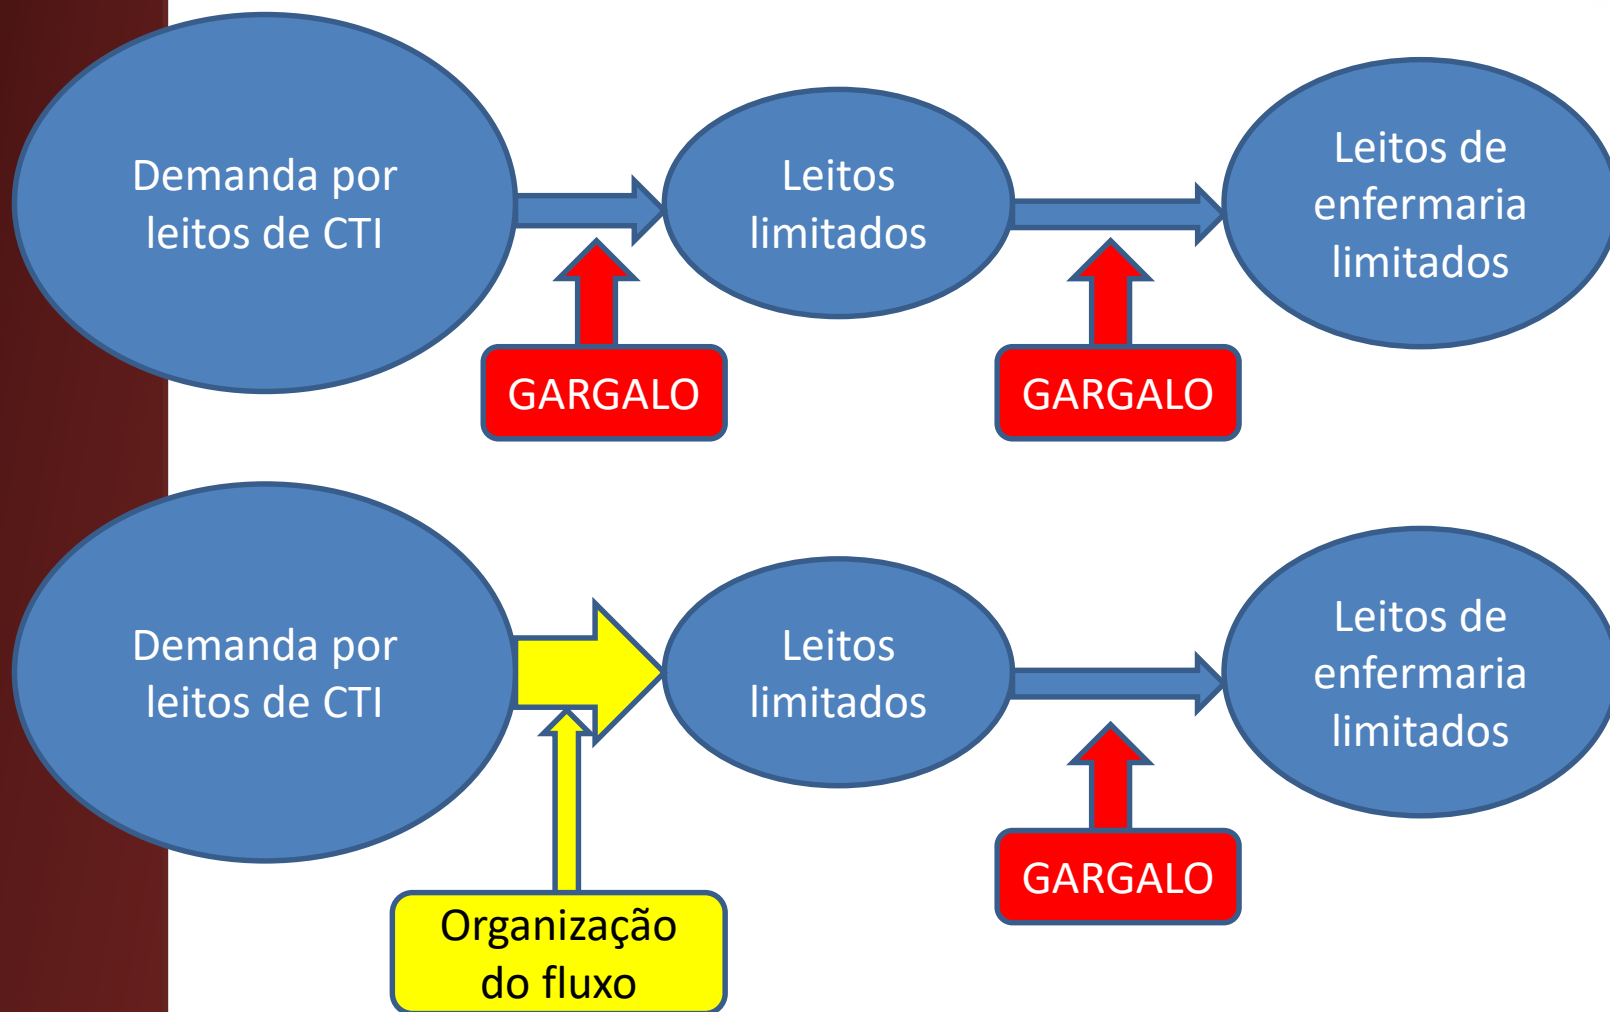 Demanda por
leitos de CTI
Leitos
limitados
Leitos de
enfermaria
limitados
GARGALO
GARGALO
Demanda por
leitos de CTI
Leitos
limitados
Leitos de
enfermaria
limitados
GARGALO
Organização
do fluxo